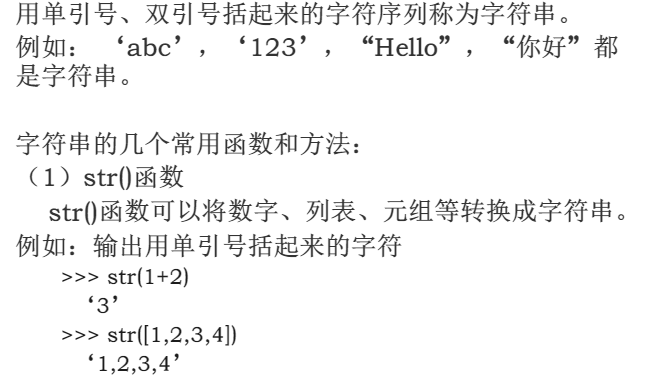 用单引号、双引号括起来的字符序列称为字符串。
例如： ‘abc’, ‘123’, “Hello”, “你好”都
是字符串。
字符串的几个常用函数和方法：
（1）str()函数
str()函数可以将数字、列表、元组等转换成字符串。
例如：输出用单引号括起来的字符
>>> str(1+2)
‘3’
>>> str([1,2,3,4])
‘1,2,3,4’